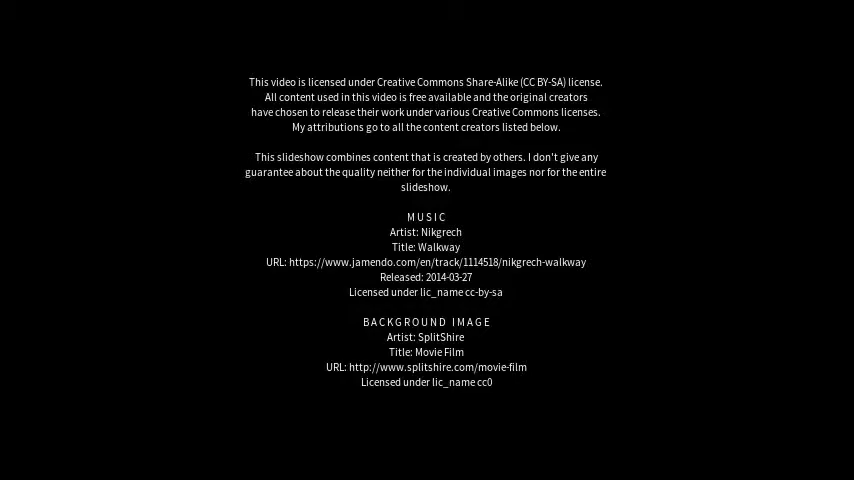 This video is licensed under Creative Commons Share-Alike (CC BY-SA) license.
All content used in this video is free available and the original creators
have chosen to release their work under various Creative Commons licenses.
My attributions go to all the content creators listed below.
This slideshow combines content that is created by others. I don't give any
guarantee about the quality neither for the individual images nor for the entire
slideshow.
MUSIC
Artist: Nikgrech
Title: Walkway
URL: https://www.jamendo.com/en/track/1114518/nikgrech-walkway
Released: 2014-03-27
Licensed under lic_name cc-by-sa
BACKGROUND IMAGE
Artist: SplitShire
Title: Movie Film
URL: http://www.splitshire.com/movie-film
Licensed under lic_name cc0